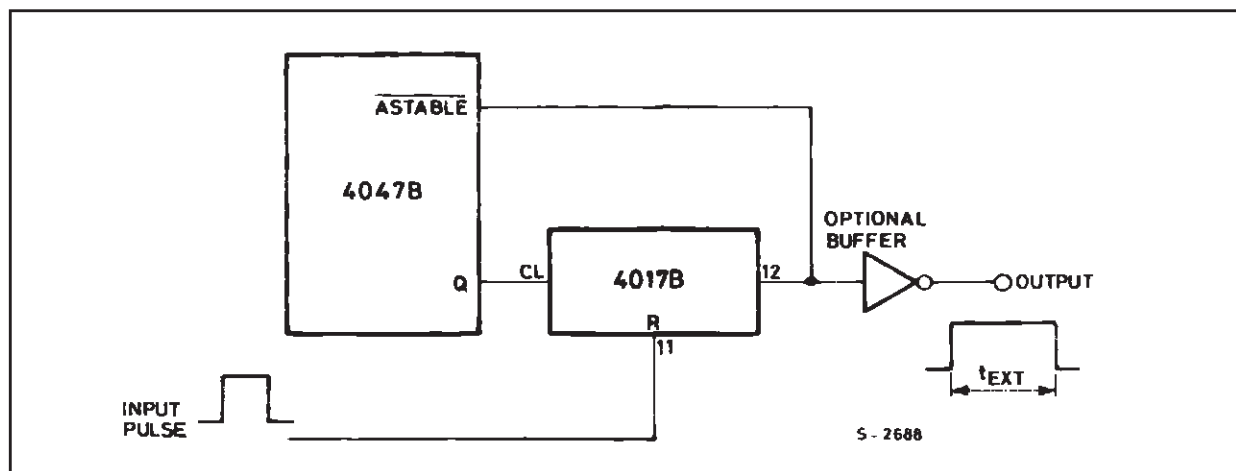 ASTABLE
4047B
OPTIONAL
BUFFER
Q
CL
4017B
12
OUTPUT
R
11
tEXT
INPUT
PULSE
S-2688